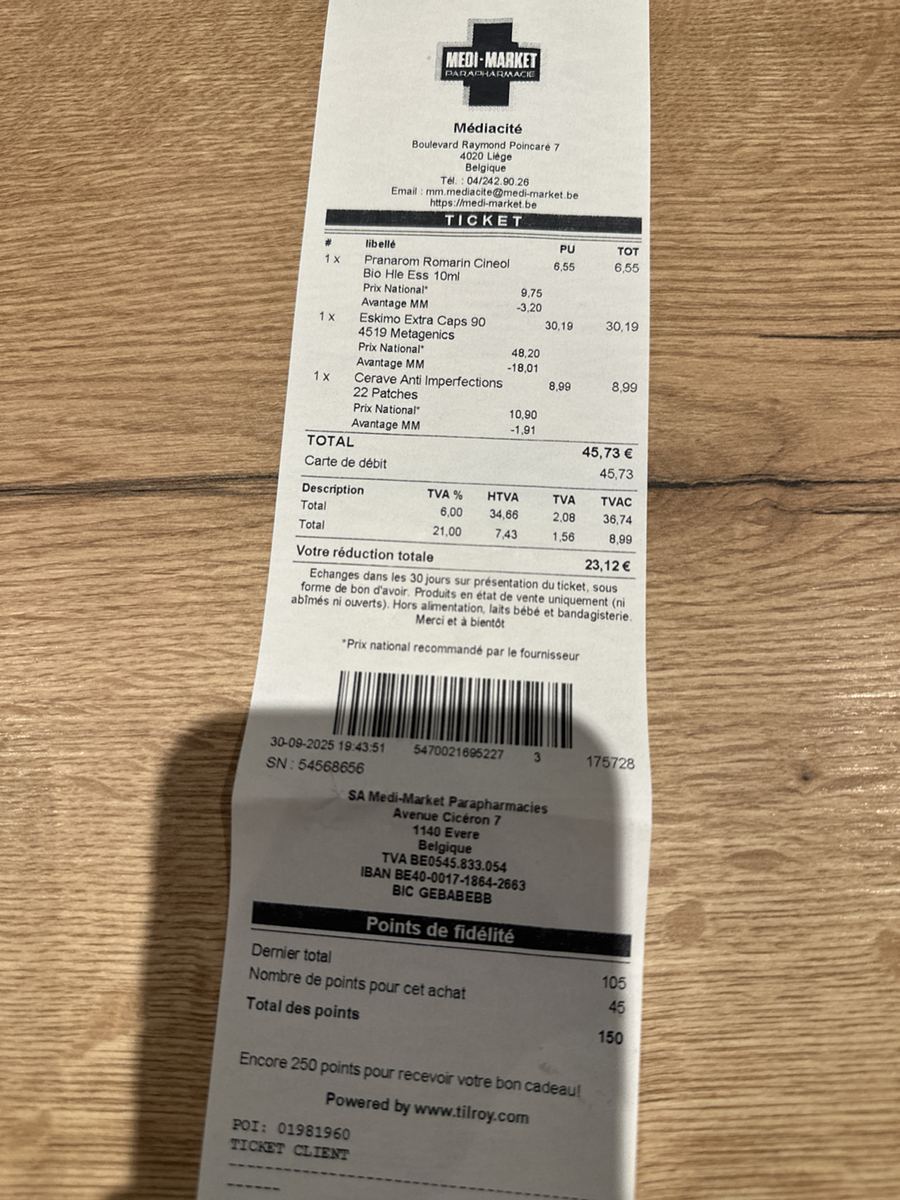 MEDI-MARKET
PARAPHARMACIE
Médiacité
Boulevard Raymond Poincaré 7
4020 Liège
Belgique
Tél. : 04/242.90.26
Email : mm.mediacite@medi-market.be
https://medi-market.be
TICKET
# libellé PU TOT
1 x Pranarom Romarin Cineol 6,55 6,55
Bio Hle Ess 10ml
Prix National* 9,75
Avantage MM -3,20
1 x Eskimo Extra Caps 90 30,19 30,19
4519 Metagenics
Prix National* 48,20
Avantage MM -18,01
1 x Cerave Anti Imperfections 8,99 8,99
22 Patches
Prix National* 10,90
Avantage MM -1,91
TOTAL 45,73 €
Carte de débit 45,73
Description TVA % HTVA TVA TVAC
Total 6,00 34,66 2,08 36,74
Total 21,00 7,43 1,56 8,99
Votre réduction totale 23,12 €
Echanges dans les 30 jours sur présentation du ticket, sous
forme de bon d'avoir. Produits en état de vente uniquement (ni
abîmés ni ouverts). Hors alimentation, laits bébé et bandagisterie.
Merci et à bientôt
*Prix national recommandé par le fournisseur
30-09-2025 19:43:51 5470021695227 3 175728
SN : 54568656
SA Medi-Market Parapharmacies
Avenue Cicéron 7
1140 Evere
Belgique
TVA BE0545.833.054
IBAN BE40-0017-1864-2663
BIC GEBABEBB
Points de fidélité
Dernier total 105
Nombre de points pour cet achat 45
Total des points 150
Encore 250 points pour recevoir votre bon cadeau!
Powered by www.tilroy.com
POI: 01981960
TICKET CLIENT